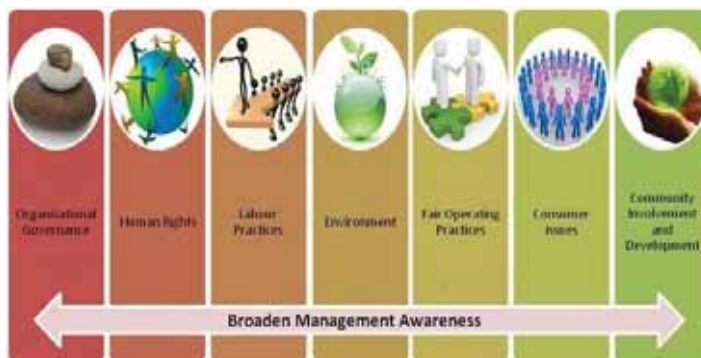 Organisational
Governance
Human Rights
Labour
Practices
Environment
Fair Operating
Practices
Consumer
issues
Community
Involvement
and
Development
Broaden Management Awareness